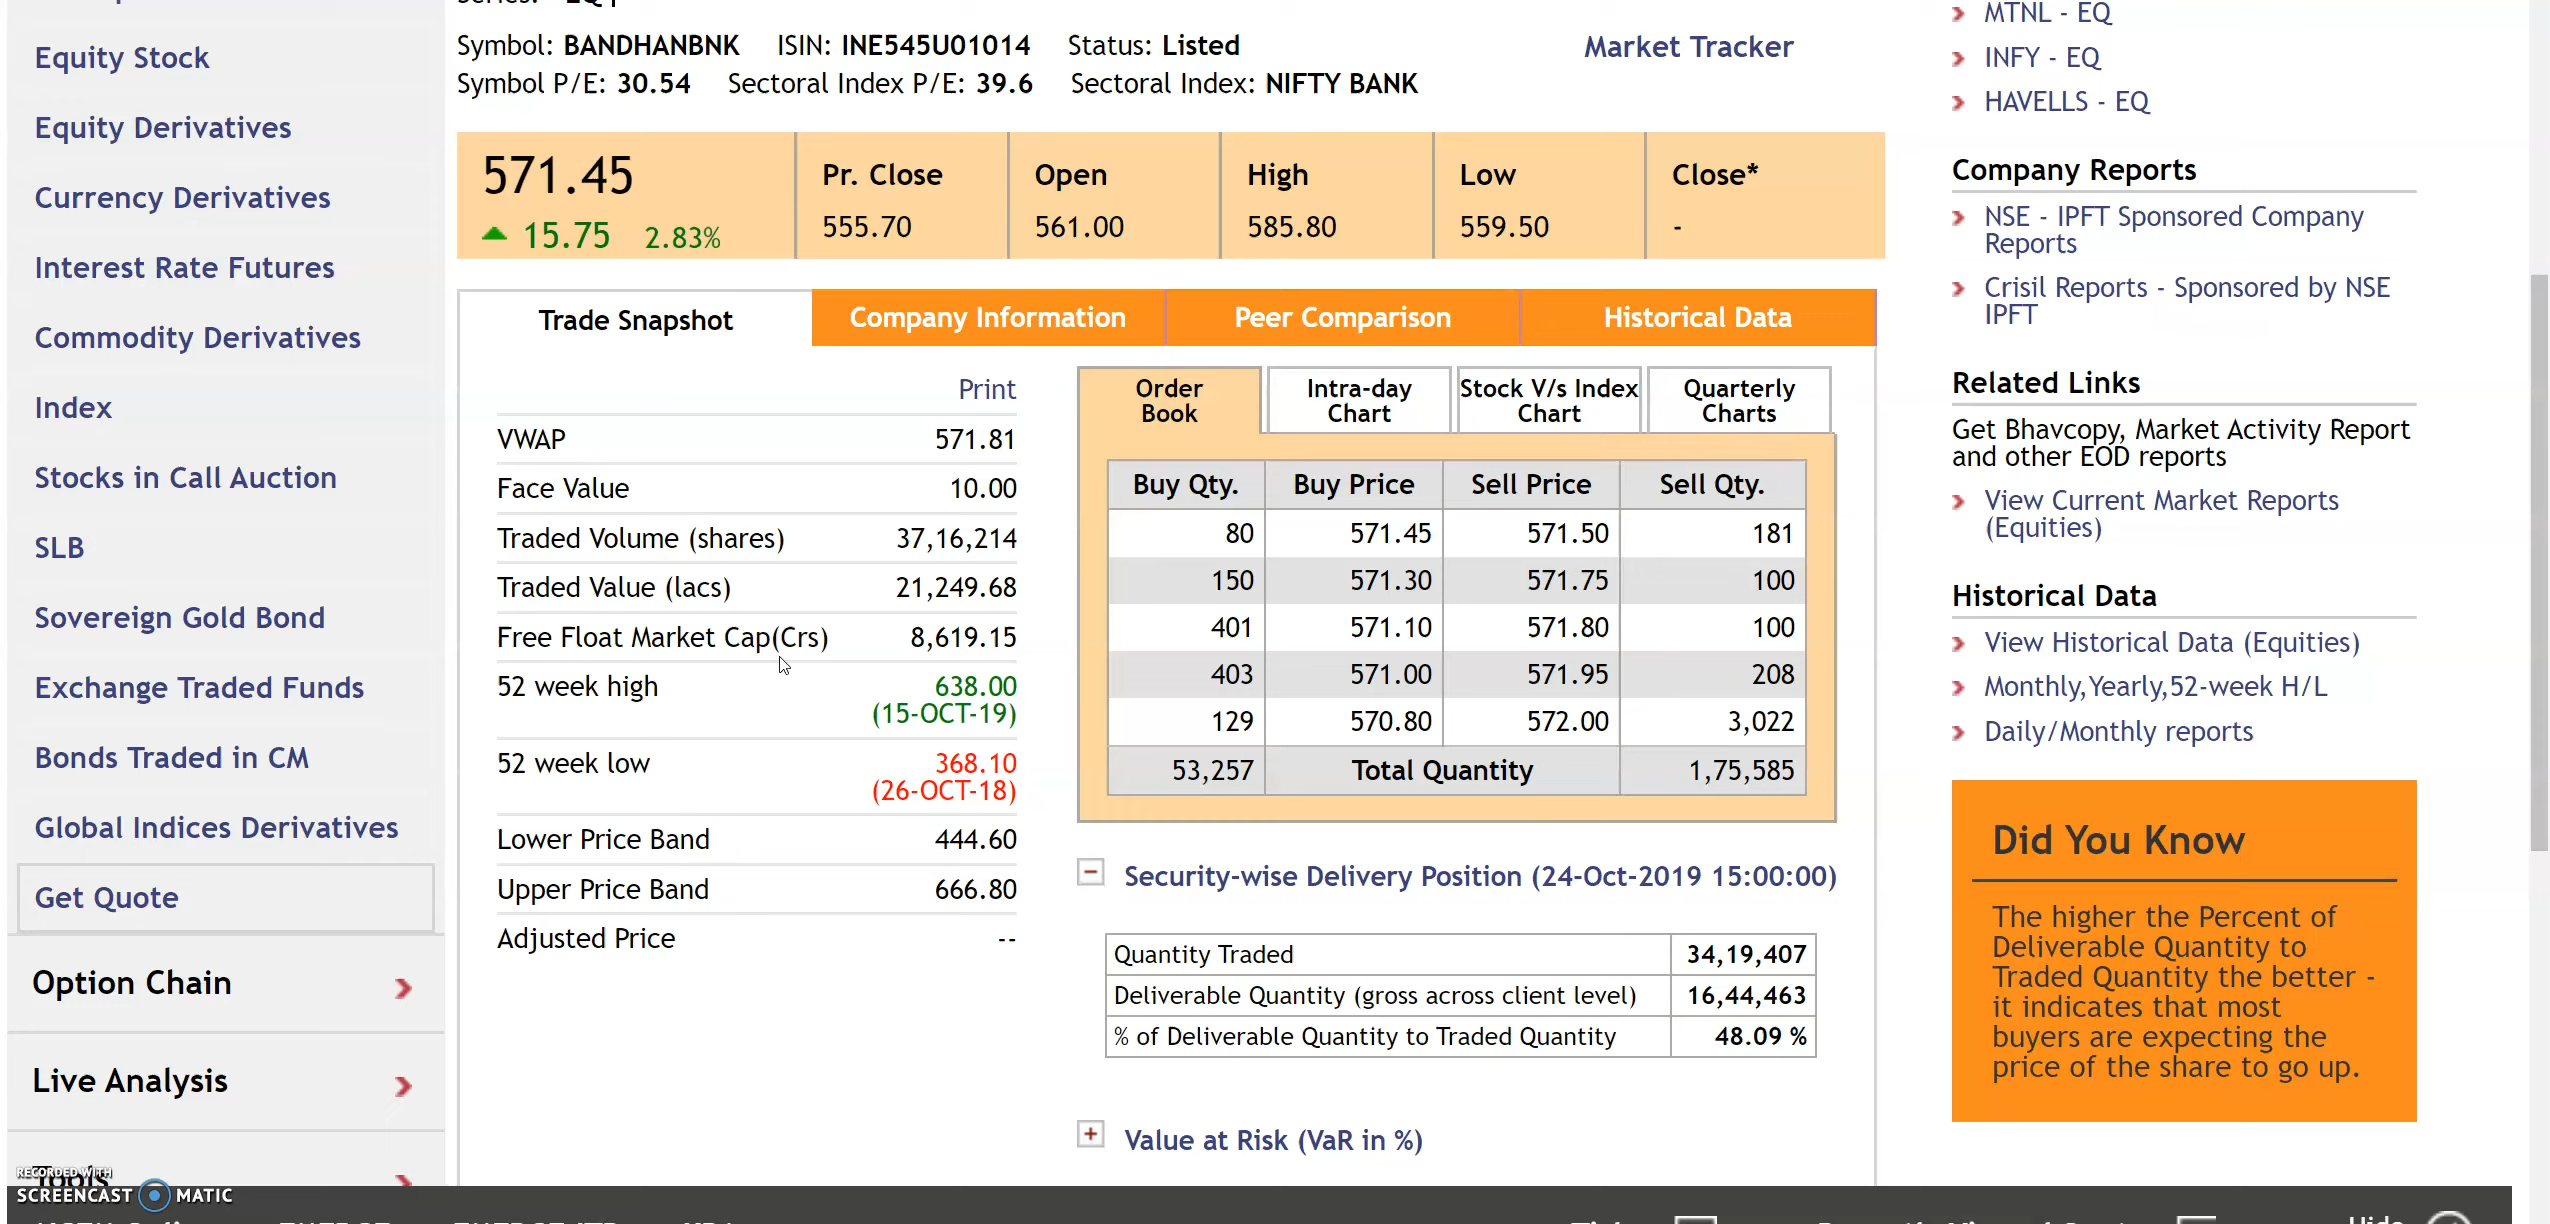 Series: EQ
Equity Stock
Equity Derivatives
Currency Derivatives
Interest Rate Futures
Commodity Derivatives
Index
Stocks in Call Auction
SLB
Sovereign Gold Bond
Exchange Traded Funds
Bonds Traded in CM
Global Indices Derivatives
Get Quote
Option Chain
Live Analysis
Tools
RECORDED WITH
SCREENCAST MATIC
Symbol: BANDHANBNK ISIN: INE545U01014 Status: Listed
Symbol P/E: 30.54 Sectoral Index P/E: 39.6 Sectoral Index: NIFTY BANK
Market Tracker
571.45 Pr. Close Open High Low Close*
15.75 2.83% 555.70 561.00 585.80 559.50 -
Trade Snapshot Company Information Peer Comparison Historical Data
Print
VWAP 571.81
Face Value 10.00
Traded Volume (shares) 37,16,214
Traded Value (lacs) 21,249.68
Free Float Market Cap(Crs) 8,619.15
52 week high 638.00
(15-OCT-19)
52 week low 368.10
(26-OCT-18)
Lower Price Band 444.60
Upper Price Band 666.80
Adjusted Price --
Order Intra-day Stock V/s Index Quarterly
Book Chart Chart Charts
Buy Qty. Buy Price Sell Price Sell Qty.
80 571.45 571.50 181
150 571.30 571.75 100
401 571.10 571.80 100
403 571.00 571.95 208
129 570.80 572.00 3,022
53,257 Total Quantity 1,75,585
Security-wise Delivery Position (24-Oct-2019 15:00:00)
Quantity Traded 34,19,407
Deliverable Quantity (gross across client level) 16,44,463
% of Deliverable Quantity to Traded Quantity 48.09 %
Value at Risk (VaR in %)
MTNL - EQ
INFY - EQ
HAVELLS - EQ
Company Reports
NSE - IPFT Sponsored Company
Reports
Crisil Reports - Sponsored by NSE
IPFT
Related Links
Get Bhavcopy, Market Activity Report
and other EOD reports
View Current Market Reports
(Equities)
Historical Data
View Historical Data (Equities)
Monthly,Yearly,52-week H/L
Daily/Monthly reports
Did You Know
The higher the Percent of
Deliverable Quantity to
Traded Quantity the better -
it indicates that most
buyers are expecting the
price of the share to go up.
Hide